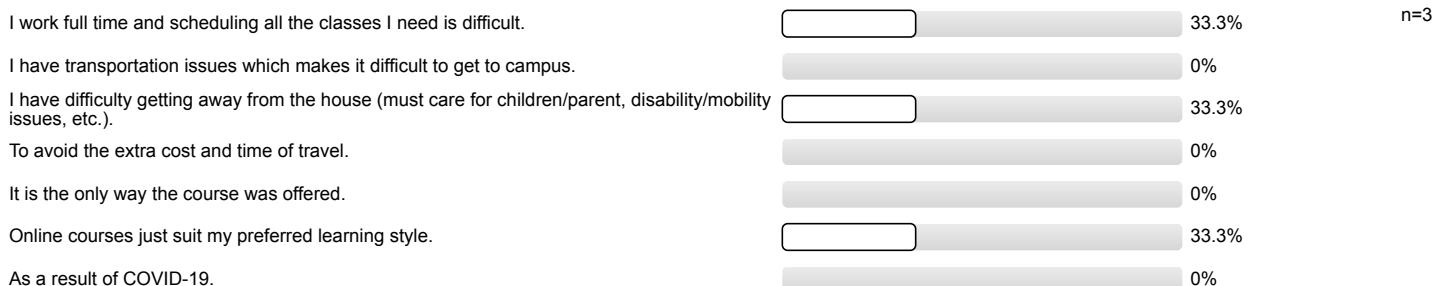 I work full time and scheduling all the classes I need is difficult. 33.3% n=3
I have transportation issues which makes it difficult to get to campus. 0%
I have difficulty getting away from the house (must care for children/parent, disability/mobility
issues, etc.). 33.3%
To avoid the extra cost and time of travel. 0%
It is the only way the course was offered. 0%
Online courses just suit my preferred learning style. 33.3%
As a result of COVID-19. 0%